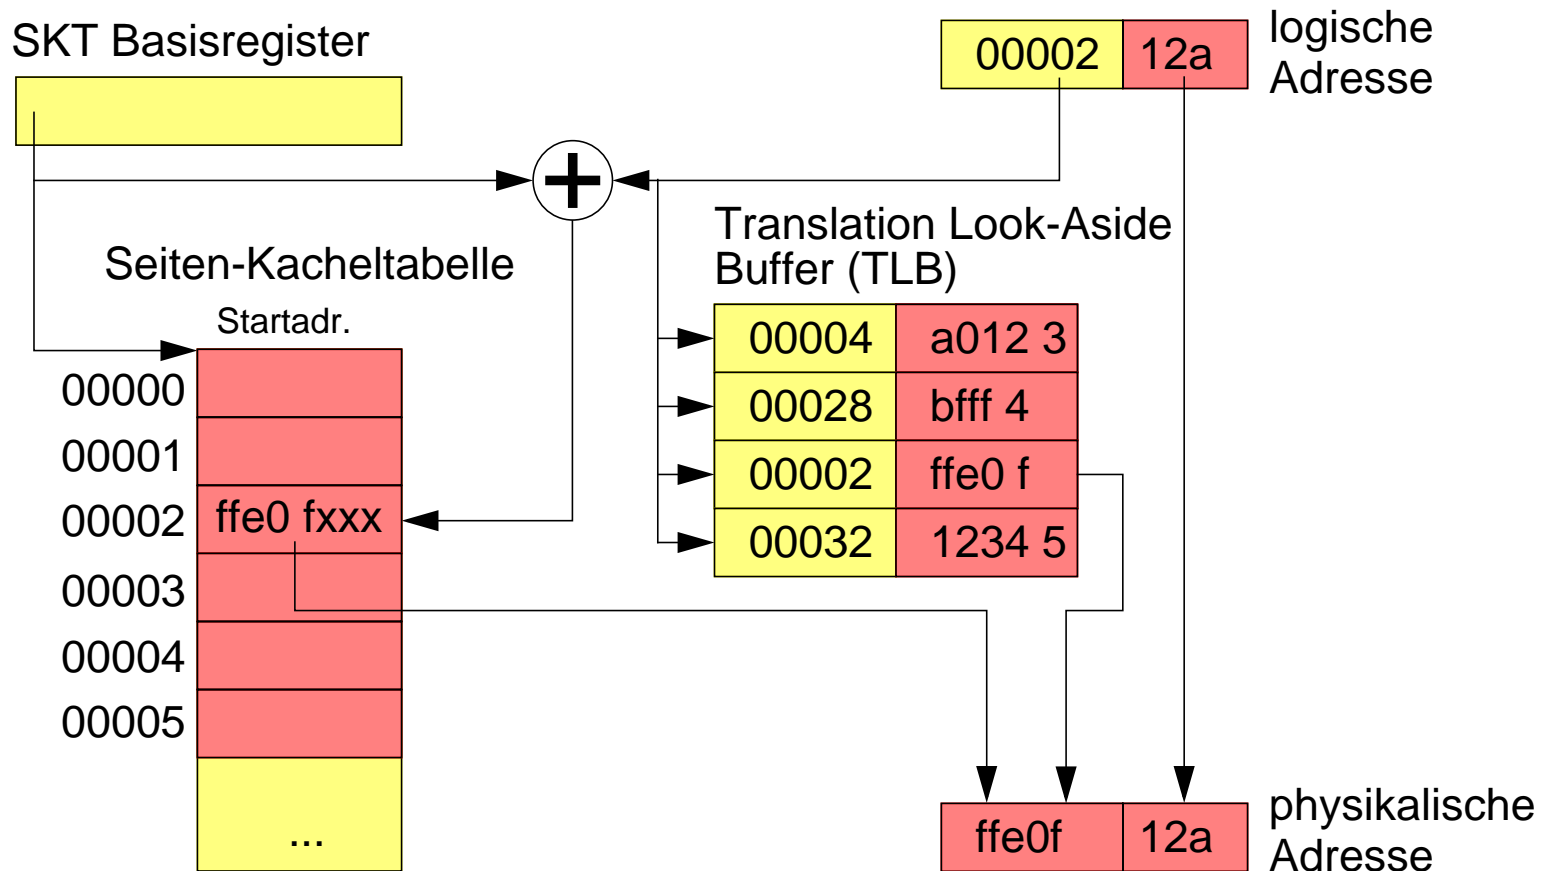 SKT Basisregister
00002 12a
logische
Adresse
Translation Look-Aside
Buffer (TLB)
Seiten-Kacheltabelle
Startadr.
00004 a012 3
00028 bfff 4
00002 ffe0 f
00032 1234 5
00000
00001
00002 ffe0 fxxx
00003
00004
00005
...
ffe0f 12a
physikalische
Adresse